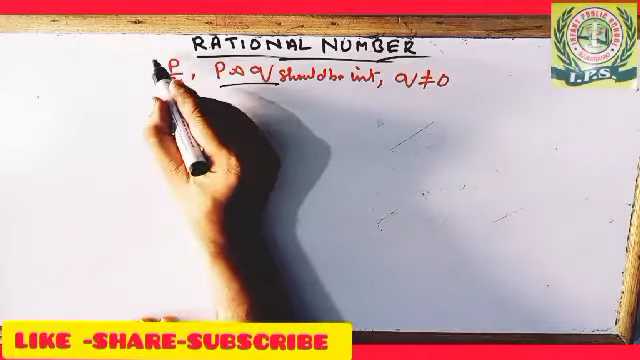 RATIONAL NUMBER
P, P & q should be int, q ≠ 0
I.P.S.
LIKE -SHARE-SUBSCRIBE